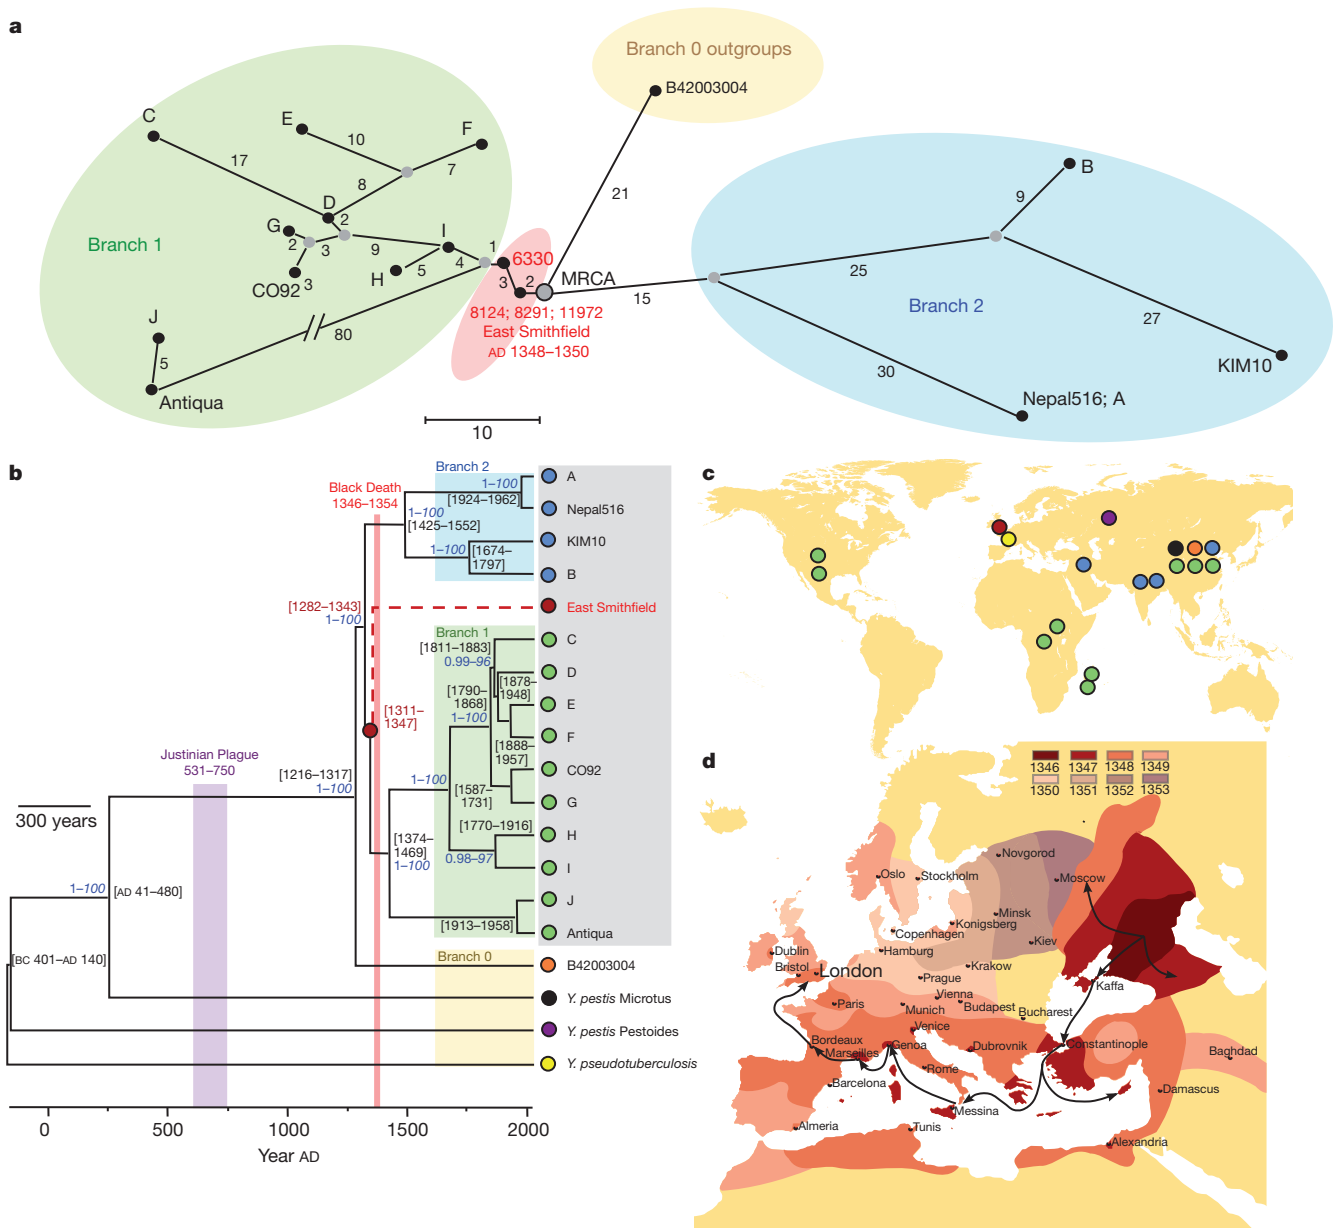 a
Branch 0 outgroups
B42003004
C
E
F
10
17
7
8
D
2
G
2
3
9
I
1
6330
4
H
5
CO92
3
3
2
MRCA
Branch 1
21
15
8124; 8291; 11972
East Smithfield
AD 1348–1350
J
5
80
Antiqua
B
9
25
Branch 2
27
KIM10
30
Nepal516; A
10
b
Branch 2
Black Death
1346–1354
1–100
A
[1924–1962]
Nepal516
1–100
[1425–1552]
KIM10
1–100
[1674–
1797]
B
[1282–1343]
1–100
East Smithfield
Branch 1
[1811–1883]
0.99–96
C
[1878–
1948]
D
[1790–
1868]
1–100
E
[1311–
1347]
F
[1888–
1957]
Justinian Plague
531–750
CO92
[1216–1317]
1–100
1–100
[1587–
1731]
G
300 years
[1770–1916]
H
[1374–
1469]
1–100
0.98–97
I
1–100
[AD 41–480]
J
[1913–1958]
Antiqua
[BC 401–AD 140]
Branch 0
B42003004
Y. pestis Microtus
Y. pestis Pestoides
Y. pseudotuberculosis
0
500
1000
1500
2000
Year AD
c
d
1346
1347
1348
1349
1350
1351
1352
1353
Novgorod
Oslo
Stockholm
Moscow
Minsk
Konigsberg
Copenhagen
Kiev
Dublin
Hamburg
Bristol
London
Krakow
Prague
Kaffa
Vienna
Paris
Munich
Budapest
Bucharest
Venice
Bordeaux
Marseilles
Genoa
Dubrovnik
Constantinople
Baghdad
Rome
Barcelona
Damascus
Messina
Almeria
Tunis
Alexandria